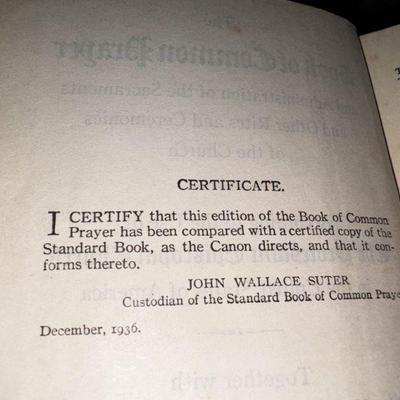 CERTIFICATE.
I CERTIFY that this edition of the Book of Common
Prayer has been compared with a certified copy of the
Standard Book, as the Canon directs, and that it con-
forms thereto.
JOHN WALLACE SUTER
Custodian of the Standard Book of Common Praye
December, 1936.